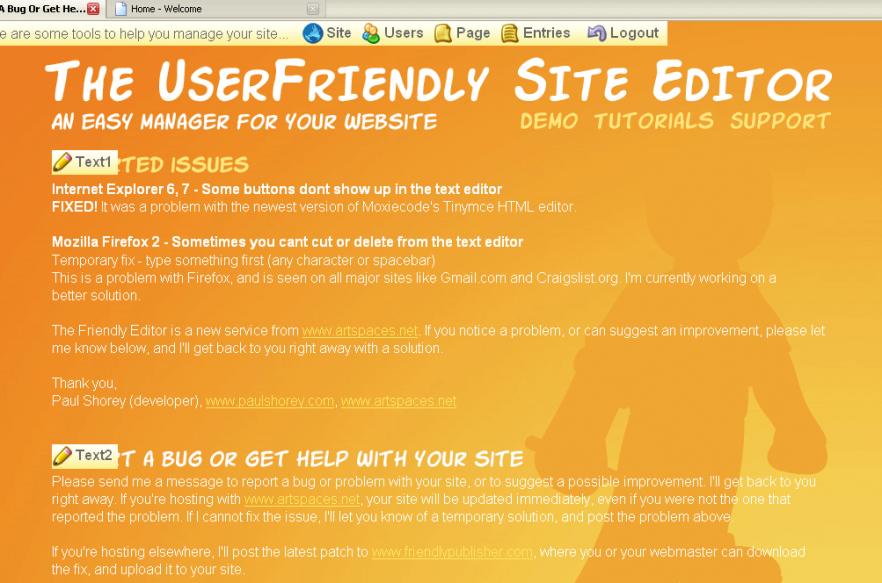 A Bug Or Get He... Home - Welcome
e are some tools to help you manage your site... Site Users Page Entries Logout
The UserFriendly Site Editor
AN EASY MANAGER FOR YOUR WEBSITE DEMO TUTORIALS SUPPORT
Text1 RTED ISSUES
Internet Explorer 6, 7 - Some buttons dont show up in the text editor
FIXED! It was a problem with the newest version of Moxiecode's Tinymce HTML editor.
Mozilla Firefox 2 - Sometimes you cant cut or delete from the text editor
Temporary fix - type something first (any character or spacebar)
This is a problem with Firefox, and is seen on all major sites like Gmail.com and Craigslist.org. I'm currently working on a
better solution.
The Friendly Editor is a new service from www.artspaces.net. If you notice a problem, or can suggest an improvement, please let
me know below, and I'll get back to you right away with a solution.
Thank you,
Paul Shorey (developer), www.paulshorey.com, www.artspaces.net
Text2 T A BUG OR GET HELP WITH YOUR SITE
Please send me a message to report a bug or problem with your site, or to suggest a possible improvement. I'll get back to you
right away. If you're hosting with www.artspaces.net, your site will be updated immediately, even if you were not the one that
reported the problem. If I cannot fix the issue, I'll let you know of a temporary solution, and post the problem above.
If you're hosting elsewhere, I'll post the latest patch to www.friendlypublisher.com, where you or your webmaster can download
the fix, and upload it to your site.